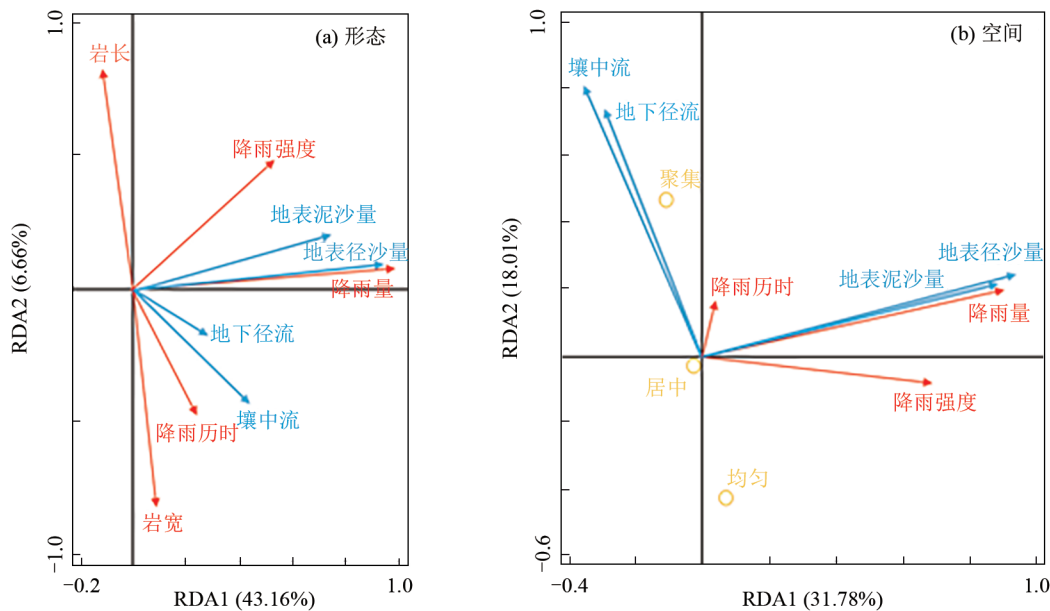 (a) 形态
1.0
岩长
降雨强度
地表泥沙量
地表径沙量
降雨量
地下径流
壤中流
降雨历时
岩宽
RDA2 (6.66%)
-1.0
-0.2
1.0
RDA1 (43.16%)
(b) 空间
1.0
壤中流
地下径流
聚集
地表径沙量
地表泥沙量
降雨历时
降雨量
居中
降雨强度
均匀
RDA2 (18.01%)
-0.6
-0.4
1.0
RDA1 (31.78%)